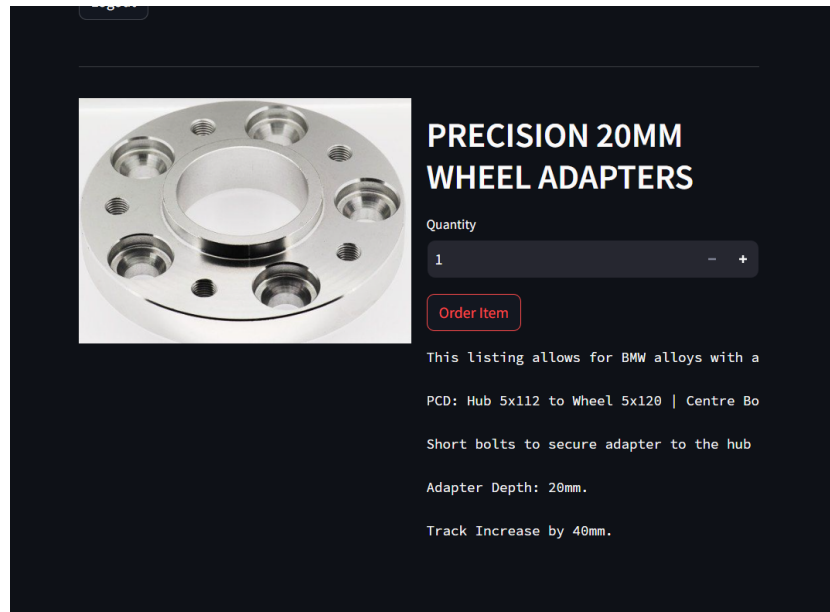 PRECISION 20MM
WHEEL ADAPTERS
Quantity
1
Order Item
This listing allows for BMW alloys with a
PCD: Hub 5x112 to Wheel 5x120 | Centre Bo
Short bolts to secure adapter to the hub
Adapter Depth: 20mm.
Track Increase by 40mm.